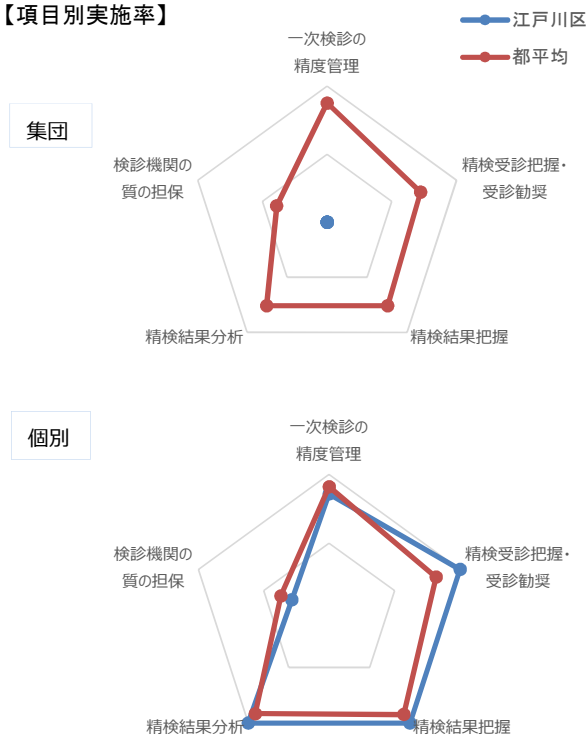 【項目別実施率】
江戸川区
都平均
集団
一次検診の
精度管理
精検受診把握・
受診勧奨
精検結果把握
精検結果分析
検診機関の
質の担保
個別
一次検診の
精度管理
精検受診把握・
受診勧奨
精検結果把握
精検結果分析
検診機関の
質の担保